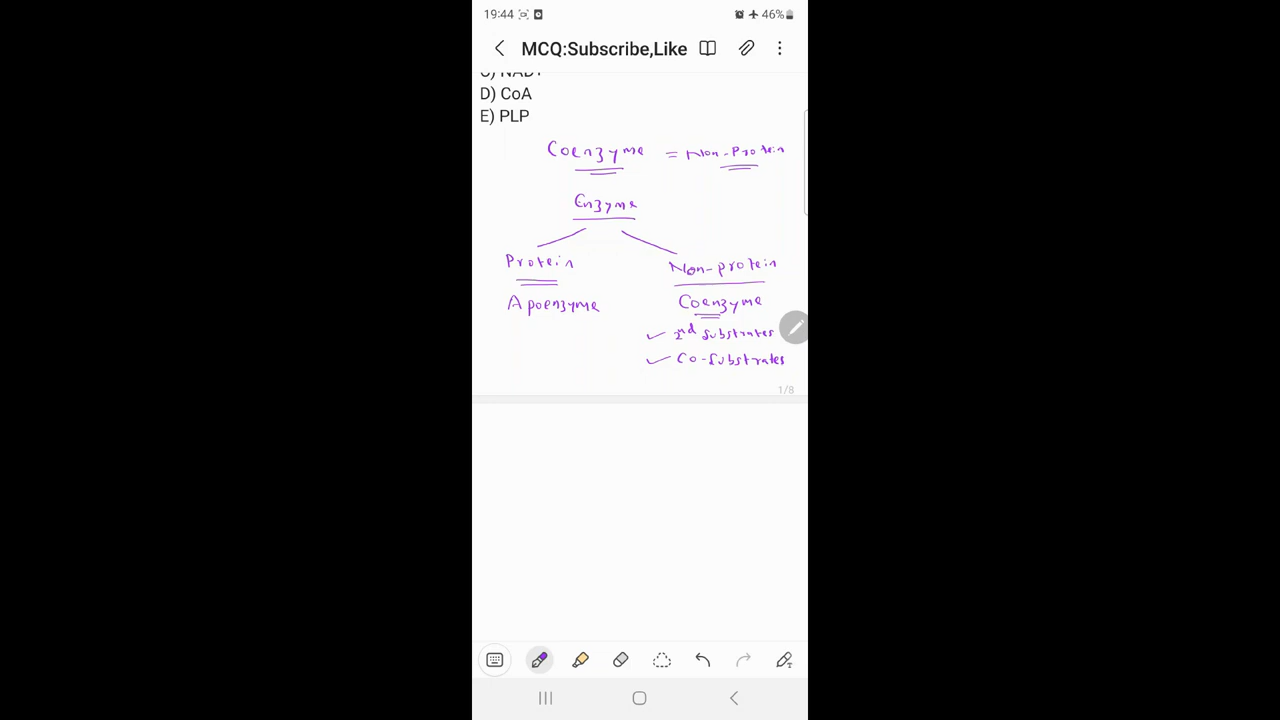 19:44 46%
MCQ:Subscribe,Like
C) NAD+
D) CoA
E) PLP
Coenzyme = Non-Protein
Enzyme
Protein Non-protein
Apoenzyme Coenzyme
2nd Substrates
Co-Substrates
1/8